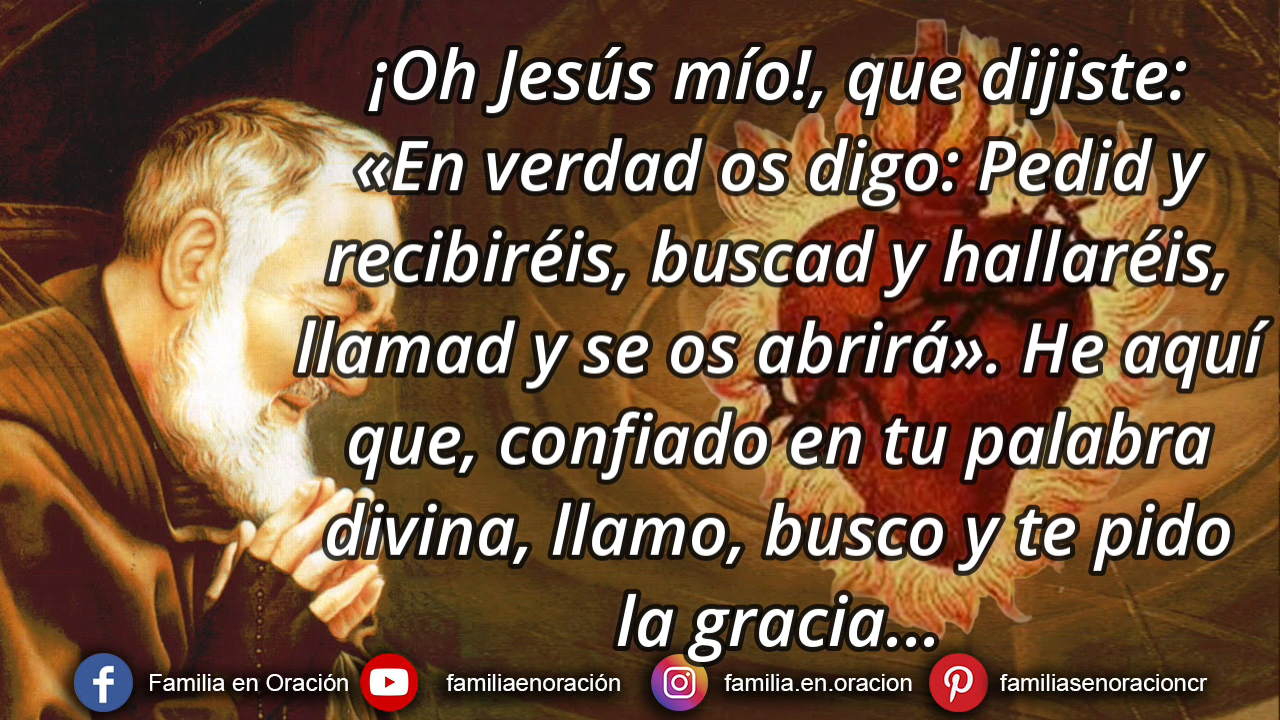 ¡Oh Jesús mío!, que dijiste:
«En verdad os digo: Pedid y
recibiréis, buscad y hallaréis,
llamad y se os abrirá». He aquí
que, confiado en tu palabra
divina, llamo, busco y te pido
la gracia...
Familia en Oración familiaenoración familia.en.oracion familiasenoracioncr